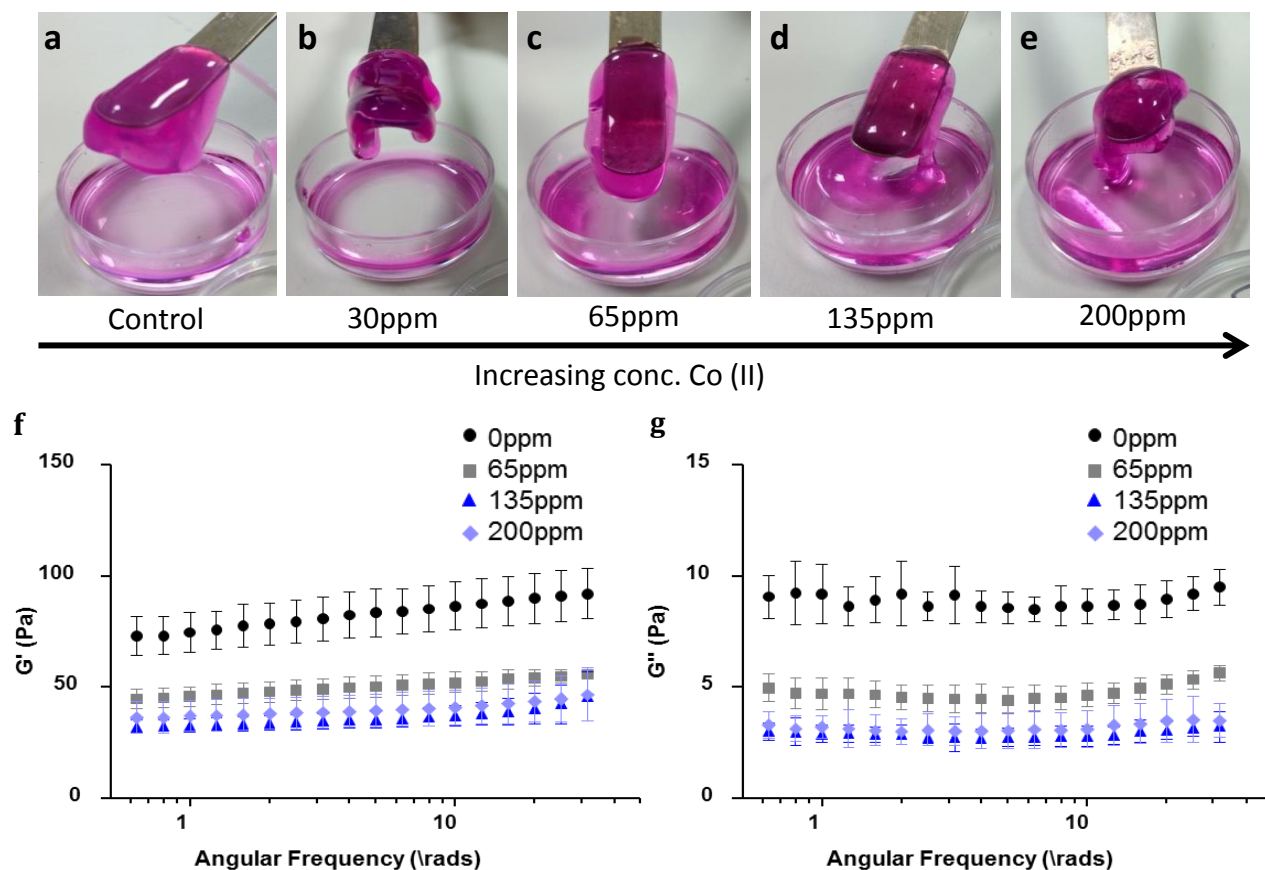 a b c d e
Control 30ppm 65ppm 135ppm 200ppm
Increasing conc. Co (II)
f
0ppm
65ppm
135ppm
200ppm
150
100
50
0
G' (Pa)
1 10
Angular Frequency (\rads)
g
0ppm
65ppm
135ppm
200ppm
15
10
5
0
G'' (Pa)
1 10
Angular Frequency (\rads)